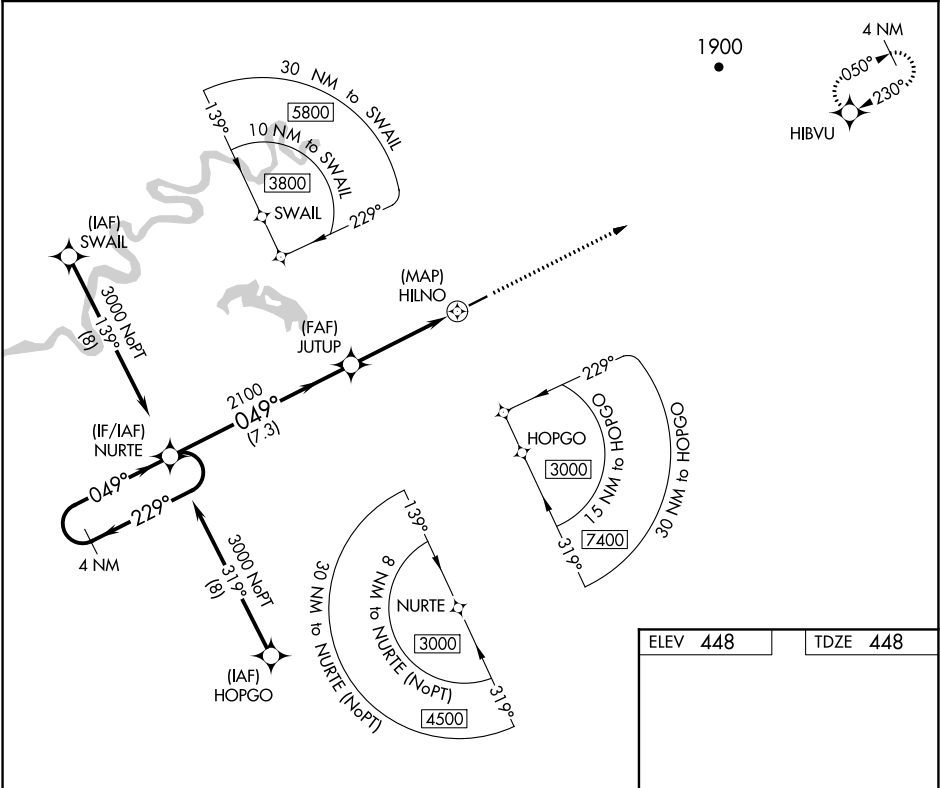 1900
4 NM
050°
230°
HIBVU
30 NM to SWAIL
5800
139°
10 NM to SWAIL
3800
SWAIL
229°
(IAF)
SWAIL
3000 NoPT
139°
(8)
(MAP)
HILNO
(FAF)
JUTUP
2100
049°
(7.3)
(IF/IAF)
NURTE
049°
229°
4 NM
3000 NoPT
319°
(8)
(IAF)
HOPGO
229°
HOPGO
3000
15 NM to HOPGO
7400
319°
30 NM to HOPGO
139°
NURTE
3000
8 NM to NURTE (NoPT)
30 NM to NURTE (NoPT)
4500
319°
ELEV 448
TDZE 448